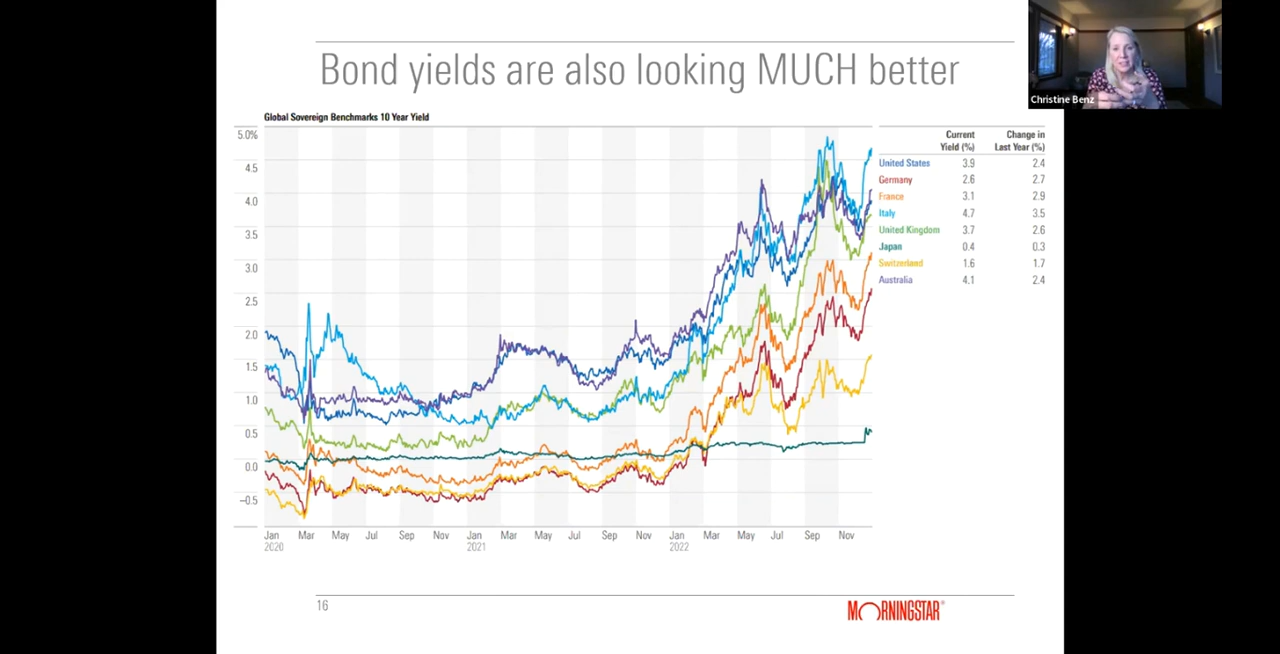 Bond yields are also looking MUCH better
Christine Benz
Global Sovereign Benchmarks 10 Year Yield
5.0%
4.5
4.0
3.5
3.0
2.5
2.0
1.5
1.0
0.5
0.0
–0.5
Jan Mar May Jul Sep Nov Jan Mar May Jul Sep Nov Jan Mar May Jul Sep Nov
2020 2021 2022
Current Change in
Yield (%) Last Year (%)
United States 3.9 2.4
Germany 2.6 2.7
France 3.1 2.9
Italy 4.7 3.5
United Kingdom 3.7 2.6
Japan 0.4 0.3
Switzerland 1.6 1.7
Australia 4.1 2.4
16
MORNINGSTAR®